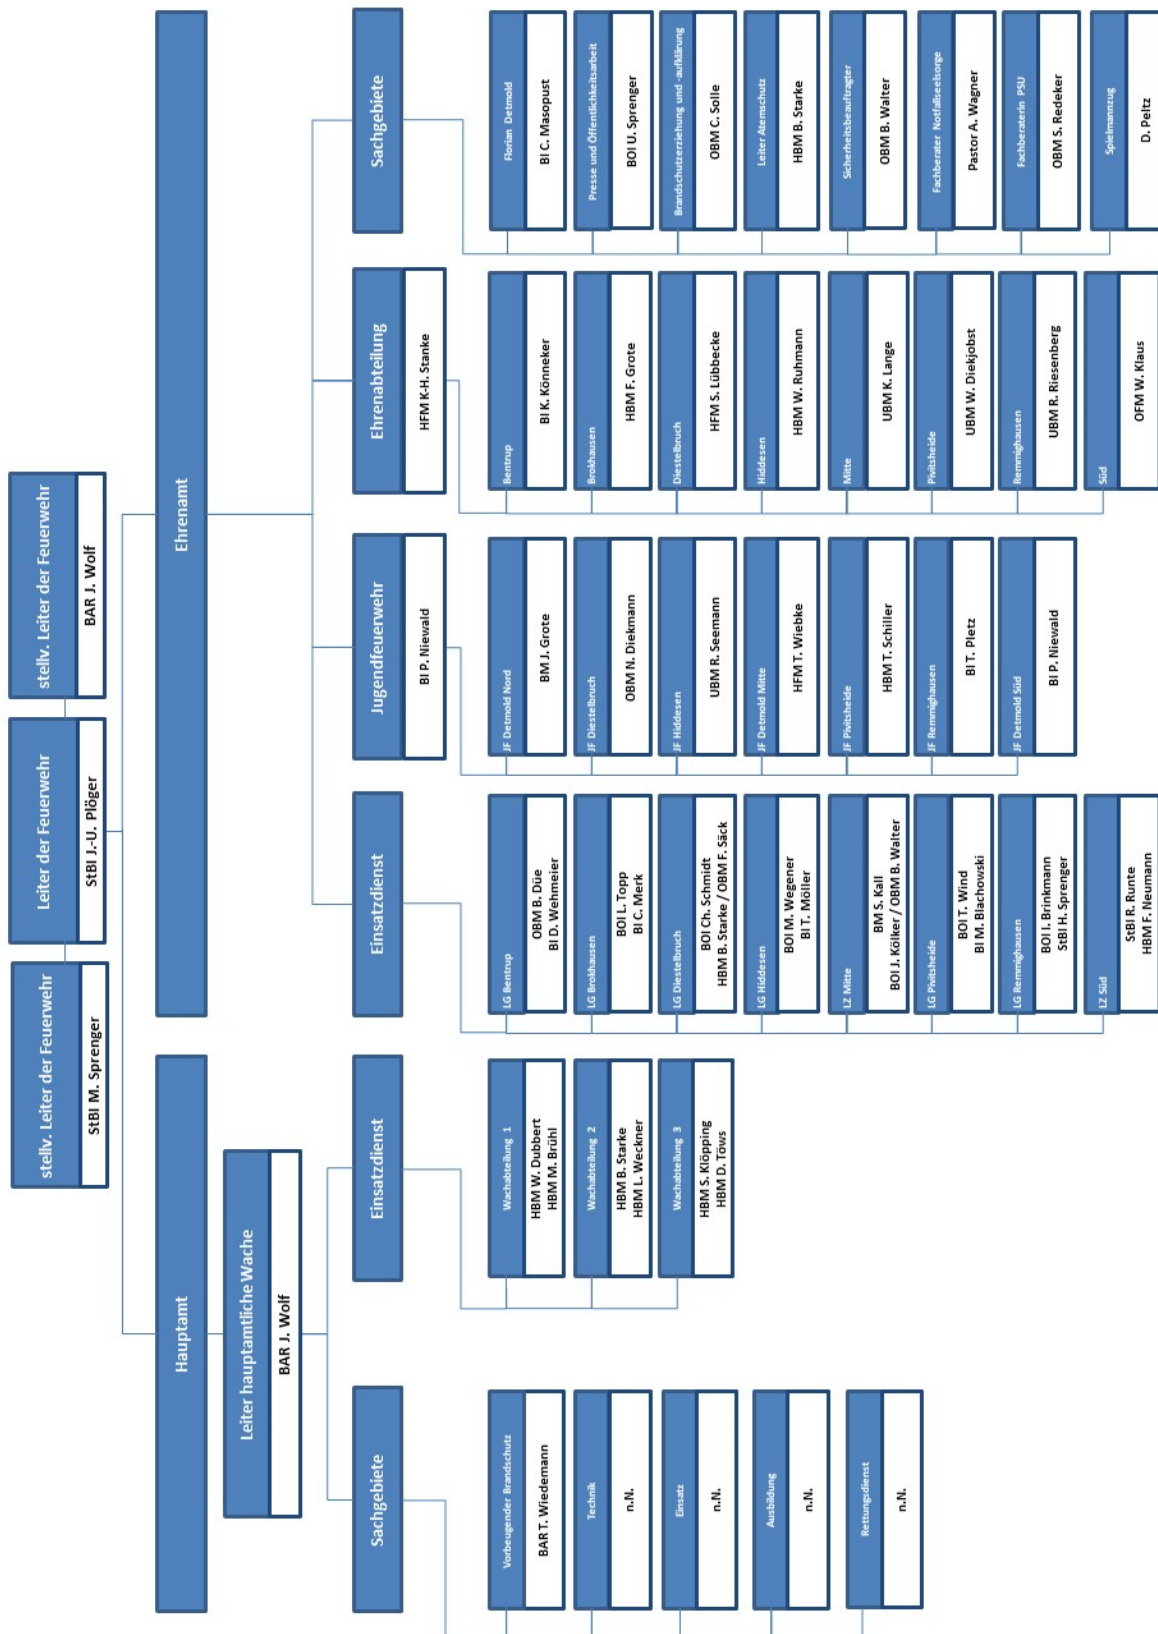 stellv. Leiter der Feuerwehr
StBI M. Sprenger
Leiter der Feuerwehr
StBI J.-U. Plöger
stellv. Leiter der Feuerwehr
BAR J. Wolf
Hauptamt
Leiter hauptamtliche Wache
BAR J. Wolf
Sachgebiete
Vorbeugender Brandschutz
BAR T. Wiedemann
Technik
n.N.
Einsatz
n.N.
Ausbildung
n.N.
Rettungsdienst
n.N.
Einsatzdienst
Wachabteilung 1
HBM W. Dubbert
HBM M. Brühl
Wachabteilung 2
HBM B. Starke
HBM L. Weckner
Wachabteilung 3
HBM S. Klöpping
HBM D. Töws
Ehrenamt
Einsatzdienst
LG Bentrup
OBM B. Düe
BI D. Wehmeier
LG Brokhausen
BOI L. Topp
BI C. Merk
LG Diestelbruch
BOI Ch. Schmidt
HBM B. Starke / OBM F. Säck
LG Hiddesen
BOI M. Wegener
BI T. Möller
LZ Mitte
BM S. Kall
BOI J. Kölker / OBM B. Walter
LG Pivitsheide
BOI T. Wind
BI M. Blachowski
LG Remmighausen
BOI I. Brinkmann
StBI H. Sprenger
LZ Süd
StBI R. Runte
HBM F. Neumann
Jugendfeuerwehr
BI P. Niewald
JF Detmold Nord
BM J. Grote
JF Diestelbruch
OBM N. Diekmann
JF Hiddesen
UBM R. Seemann
JF Detmold Mitte
HFM T. Wiebke
JF Pivitsheide
HBM T. Schiller
JF Remmighausen
BI T. Pletz
JF Detmold Süd
BI P. Niewald
Ehrenabteilung
HFM K-H. Stanke
Bentrup
BI K. Könneker
Brokhausen
HBM F. Grote
Diestelbruch
HFM S. Lübbecke
Hiddesen
HBM W. Ruhmann
Mitte
UBM K. Lange
Pivitsheide
UBM W. Diekjobst
Remmighausen
UBM R. Riesenberg
Süd
OFM W. Klaus
Sachgebiete
Florian Detmold
BI C. Masopust
Presse und Öffentlichkeitsarbeit
BOI U. Sprenger
Brandschutzerziehung und -aufklärung
OBM C. Solle
Leiter Atemschutz
HBM B. Starke
Sicherheitsbeauftragter
OBM B. Walter
Fachberater Notfallseelsorge
Pastor A. Wagner
Fachberaterin PSU
OBM S. Redeker
Spielmannzug
D. Peltz